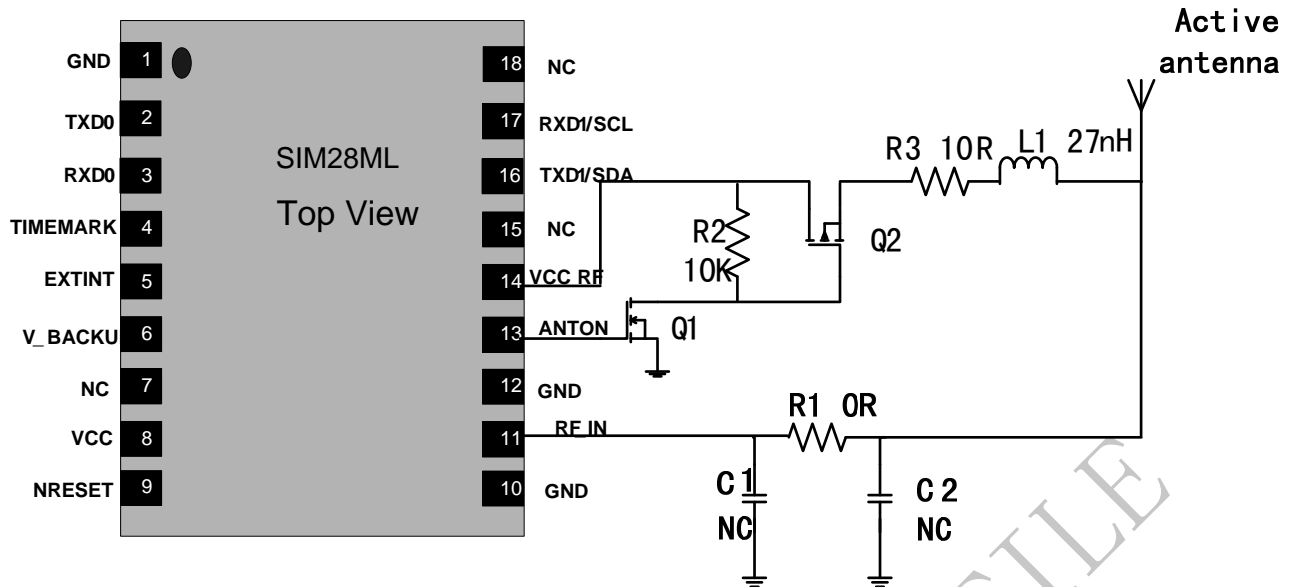 Active
antenna
GND 1
TXD0 2
RXD0 3
TIMEMARK 4
EXTINT 5
V_BACKU 6
NC 7
VCC 8
NRESET 9
SIM28ML
Top View
18 NC
17 RXD1/SCL
16 TXD1/SDA
15 NC
14 VCC RF
13 ANTON
12 GND
11 RF_IN
10 GND
R3 10R
L1 27nH
R2
10K
Q2
Q1
R1 0R
C1
NC
C2
NC
SILE